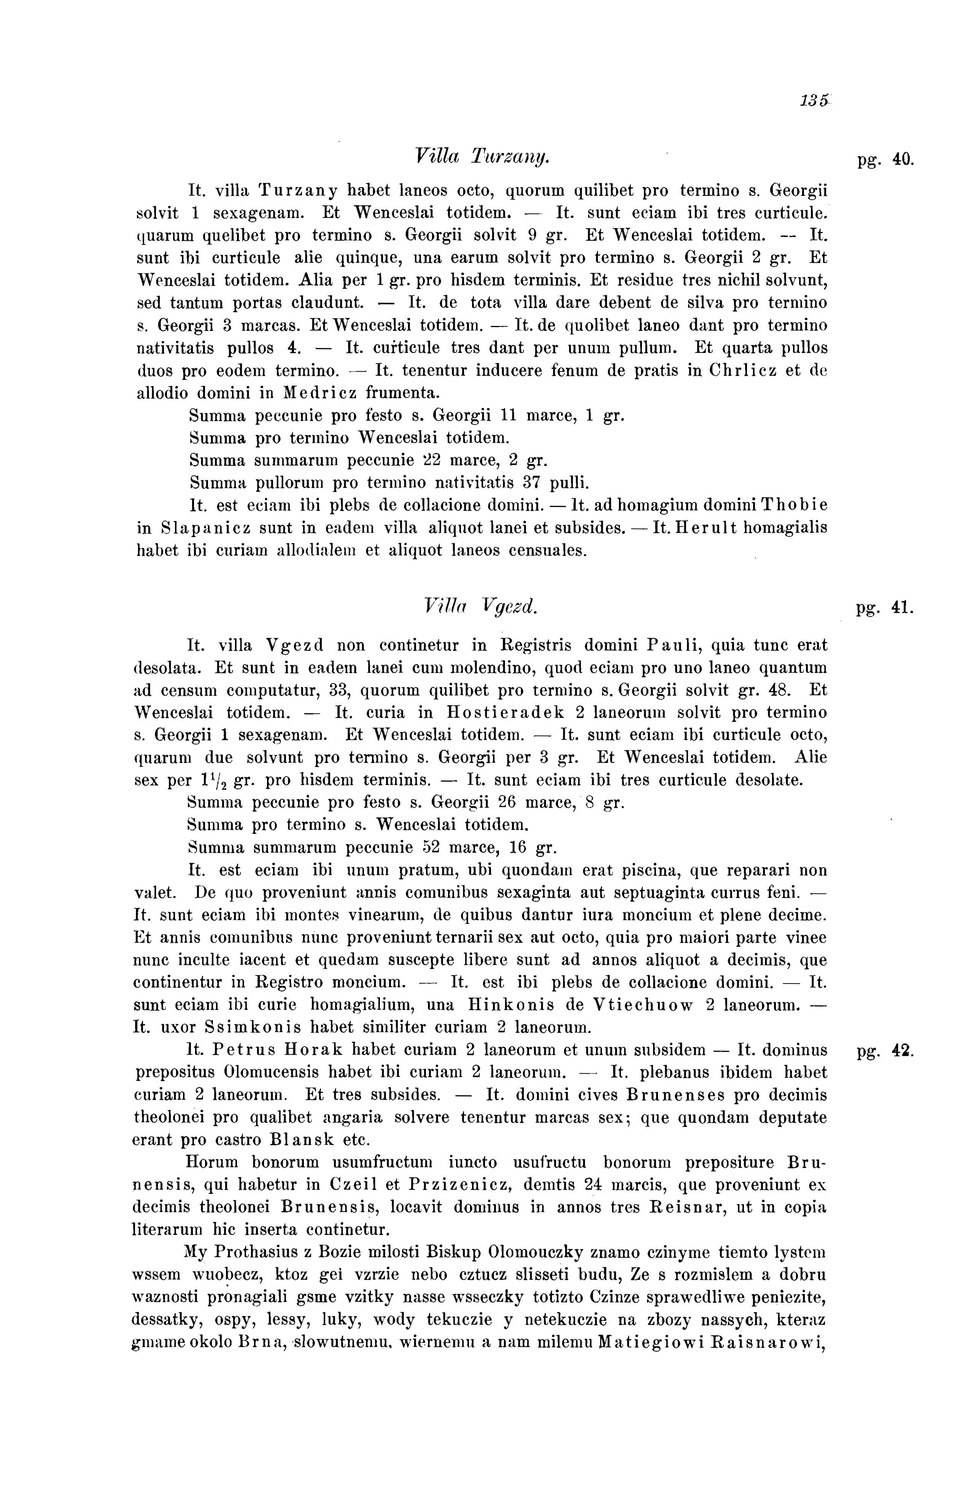 135
Villa Turzany. pg. 40.
It. villa Turzany habet laneos octo, quorum quilibet pro termino s. Georgii
solvit 1 sexagenam. Et Wenceslai totidem. — It. sunt eciam ibi tres curticule.
quarum quelibet pro termino s. Georgii solvit 9 gr. Et Wenceslai totidem. — It.
sunt ibi curticule alie quinque, una earum solvit pro termino s. Georgii 2 gr. Et
Wenceslai totidem. Alia per 1 gr. pro hisdem terminis. Et residue tres nichil solvunt,
sed tantum portas claudunt. — It. de tota villa dare debent de silva pro termino
s. Georgii 3 marcas. Et Wenceslai totidem. — It. de quolibet laneo dant pro termino
nativitatis pullos 4. — It. curticule tres dant per unum pullum. Et quarta pullos
duos pro eodem termino. — It. tenentur inducere fenum de pratis in Chrlicz et de
allodio domini in Medricz frumenta.
Summa peccunie pro festo s. Georgii 11 marce, 1 gr.
Summa pro termino Wenceslai totidem.
Summa summarum peccunie 22 marce, 2 gr.
Summa pullorum pro termino nativitatis 37 pulli.
It. est eciam ibi plebs de collacione domini. — It. ad homagium domini Thobie
in Slapanicz sunt in eadem villa aliquot lanei et subsides. — It. Herult homagialis
habet ibi curiam allodialem et aliquot laneos censuales.
Villa Vgezd. pg. 41.
It. villa Vgezd non continetur in Registris domini Pauli, quia tunc erat
desolata. Et sunt in eadem lanei cum molendino, quod eciam pro uno laneo quantum
ad censum computatur, 33, quorum quilibet pro termino s. Georgii solvit gr. 48. Et
Wenceslai totidem. — It. curia in Hostieradek 2 laneorum solvit pro termino
s. Georgii 1 sexagenam. Et Wenceslai totidem. — It. sunt eciam ibi curticule octo,
quarum due solvunt pro termino s. Georgii per 3 gr. Et Wenceslai totidem. Alie
sex per 1½ gr. pro hisdem terminis. — It. sunt eciam ibi tres curticule desolate.
Summa peccunie pro festo s. Georgii 26 marce, 8 gr.
Summa pro termino s. Wenceslai totidem.
Summa summarum peccunie 52 marce, 16 gr.
It. est eciam ibi unum pratum, ubi quondam erat piscina, que reparari non
valet. De quo proveniunt annis comunibus sexaginta aut septuaginta currus feni. —
It. sunt eciam ibi montes vinearum, de quibus dantur iura moncium et plene decime.
Et annis comunibus nunc proveniunt ternarii sex aut octo, quia pro maiori parte vinee
nunc inculte iacent et quedam suscepte libere sunt ad annos aliquot a decimis, que
continentur in Registro moncium. — It. est ibi plebs de collacione domini. — It.
sunt eciam ibi curie homagialium, una Hinkonis de Vtiechuow 2 laneorum. —
It. uxor Ssimkonis habet similiter curiam 2 laneorum.
It. Petrus Horak habet curiam 2 laneorum et unum subsidem — It. dominus pg. 42.
prepositus Olomucensis habet ibi curiam 2 laneorum. — It. plebanus ibidem habet
curiam 2 laneorum. Et tres subsides. — It. domini cives Brunenses pro decimis
theolonei pro qualibet angaria solvere tenentur marcas sex; que quondam deputate
erant pro castro Blansk etc.
Horum bonorum usumfructum iuncto usufructu bonorum prepositure Bru-
nensis, qui habetur in Czeil et Przizenicz, demtis 24 marcis, que proveniunt ex
decimis theolonei Brunensis, locavit dominus in annos tres Reisnar, ut in copia
literarum hic inserta continetur.
My Prothasius z Bozie milosti Biskup Olomouczky znamo czinyme tiemto lystem
wssem wuobecz, ktoz gei vzrzie nebo cztucz slisseti budu, Ze s rozmislem a dobru
waznosti pronagiali gsme vzitky nasse wsseczky totizto Czinze sprawedliwe peniezite,
dessatky, ospy, lessy, luky, wody tekuczie y netekuczie na zbozy nassych, kteraz
gmame okolo Brna, slowutnemu, wiernemu a nam milemu Matiegiowi Raisnarowi,